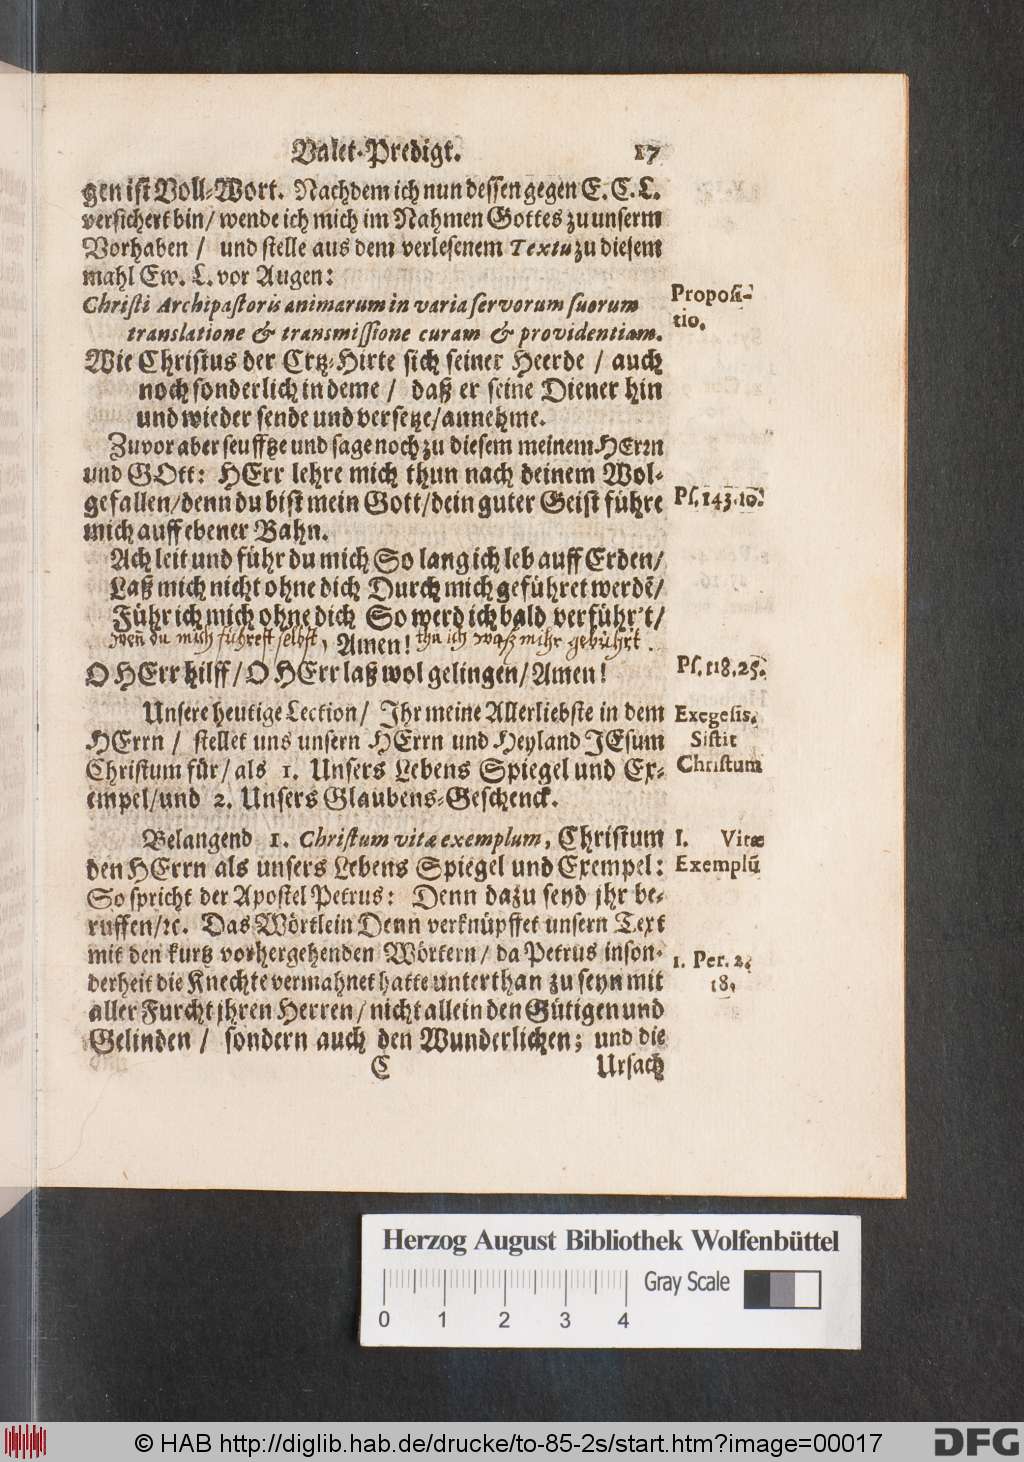 Valet-Predigt. 17
gen ist Voll-Wort. Nachdem ich nun dessen gegen E. C. L.
versichert bin/ wende ich mich im Nahmen Gottes zu unserm
Vorhaben / und stelle aus dem verlesenem Textu zu diesem
mahl Ew. L. vor Augen:
Christi Archipastoris animarum in varia servorum suorum
translatione & transmissione curam & providentiam.
Propositio-
tio.
Wie Christus der Ertz-Hirte sich seiner Heerde / auch
noch sonderlich in deme / daß er seine Diener hin
und wieder sende und versetze/annehme.
Zuvor aber seufftze und sage noch zu diesem meinem HErrn
und GOtt: HErr lehre mich thun nach deinem Wol-
gefallen/denn du bist mein Gott/dein guter Geist führe
Ps. 143. 10.
mich auff ebener Bahn.
Ach leit und führ du mich So lang ich leb auff Erden/
Laß mich nicht ohne dich Durch mich geführet werdē/
Führ ich mich ohne dich So werd ich bald verführ't/
Wen̄ du mich führest selbst, Amen! thu ich waß mihr gebührt.
O HErr hilff/O HErr laß wol gelingen/Amen!
Ps. 118. 25.
Unsere heutige Lection/ Ihr meine Allerliebste in dem
Exegesis.
HErrn / stellet uns unsern HErrn und Heyland JEsum
Sistit
Christum für/ als 1. Unsers Lebens Spiegel und Ex-
Christum
empel/und 2. Unsers Glaubens-Geschenck.
Belangend 1. Christum vitæ exemplum, Christum
I. Vitæ
den HErrn als unsers Lebens Spiegel und Exempel:
Exemplū
So spricht der Apostel Petrus: Denn dazu seyd jhr be-
ruffen/ꝛc. Das Wörtlein Denn verknüpffet unsern Text
mit den kurtz vorhergehenden Wörtern/ da Petrus inson-
1. Pet. 2.
derheit die Knechte vermahnet hatte unterthan zu seyn mit
18.
aller Furcht jhren Herren/ nicht allein den Gütigen und
Gelinden / sondern auch den Wunderlichen; und die
C Ursach
Herzog August Bibliothek Wolfenbüttel
Gray Scale
0 1 2 3 4
© HAB http://diglib.hab.de/drucke/to-85-2s/start.htm?image=00017
DFG